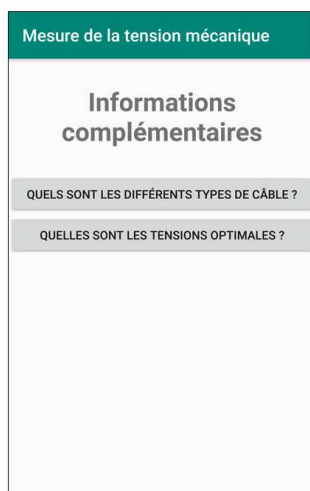 Mesure de la tension mécanique
Informations
complémentaires
QUELS SONT LES DIFFÉRENTS TYPES DE CÂBLE ?
QUELLES SONT LES TENSIONS OPTIMALES ?